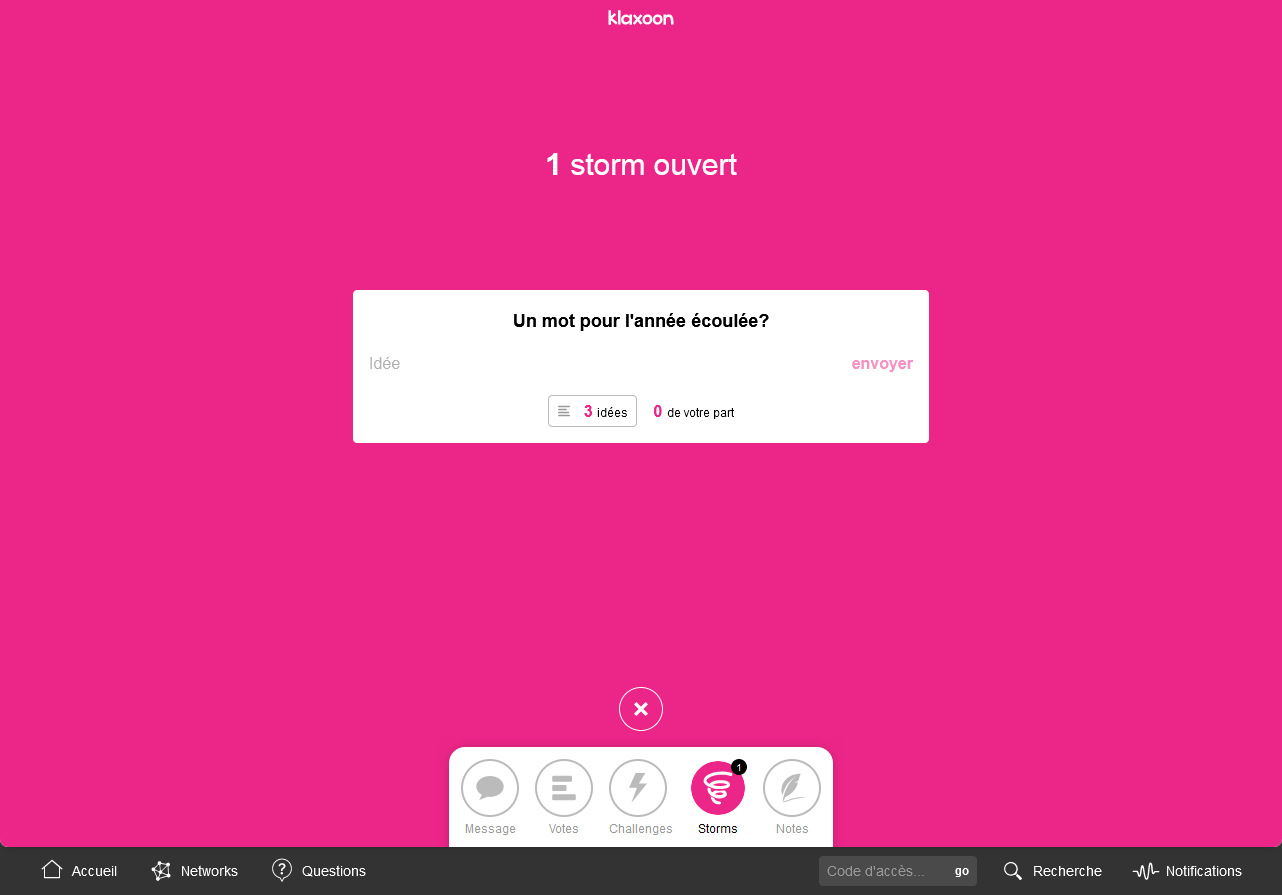 klaxoon
1 storm ouvert
Un mot pour l'année écoulée?
Idée envoyer
3 idées 0 de votre part
1
Message Votes Challenges Storms Notes
Accueil Networks Questions Code d'accès... go Recherche Notifications